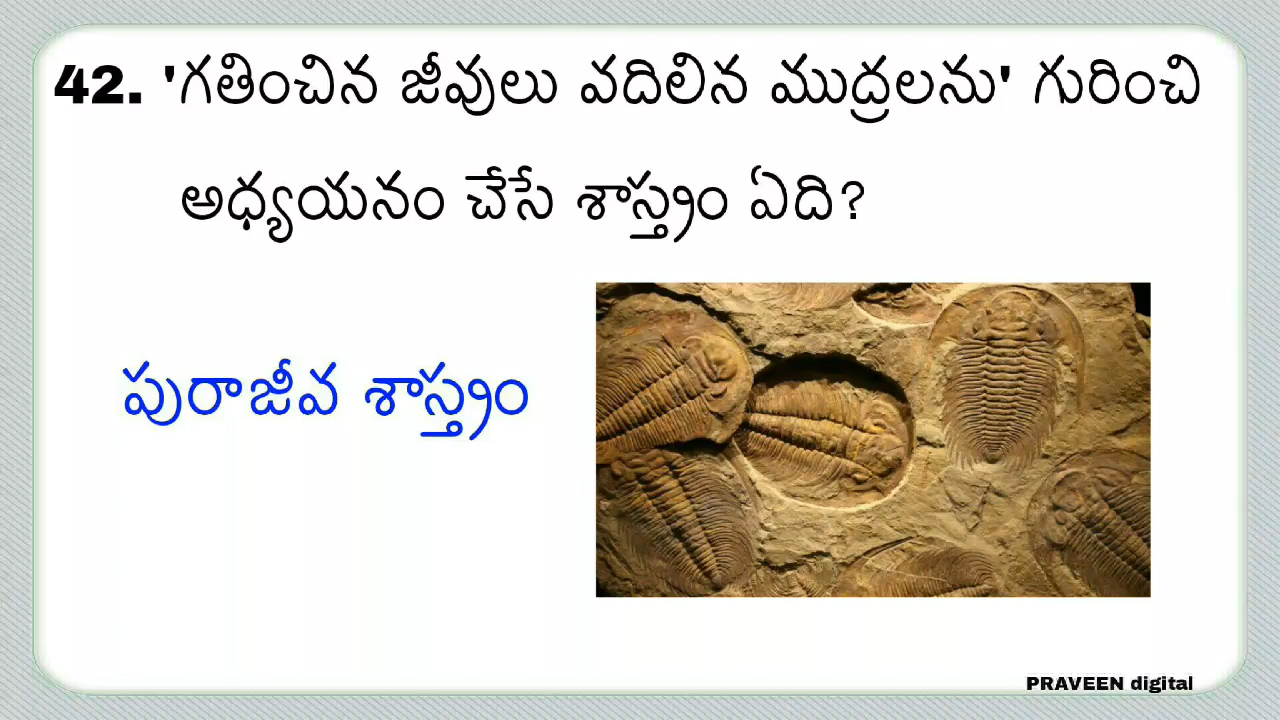 42. 'గతించిన జీవులు వదిలిన ముద్రలను' గురించి
అధ్యయనం చేసే శాస్త్రం ఏది?
పురాజీవ శాస్త్రం
PRAVEEN digital